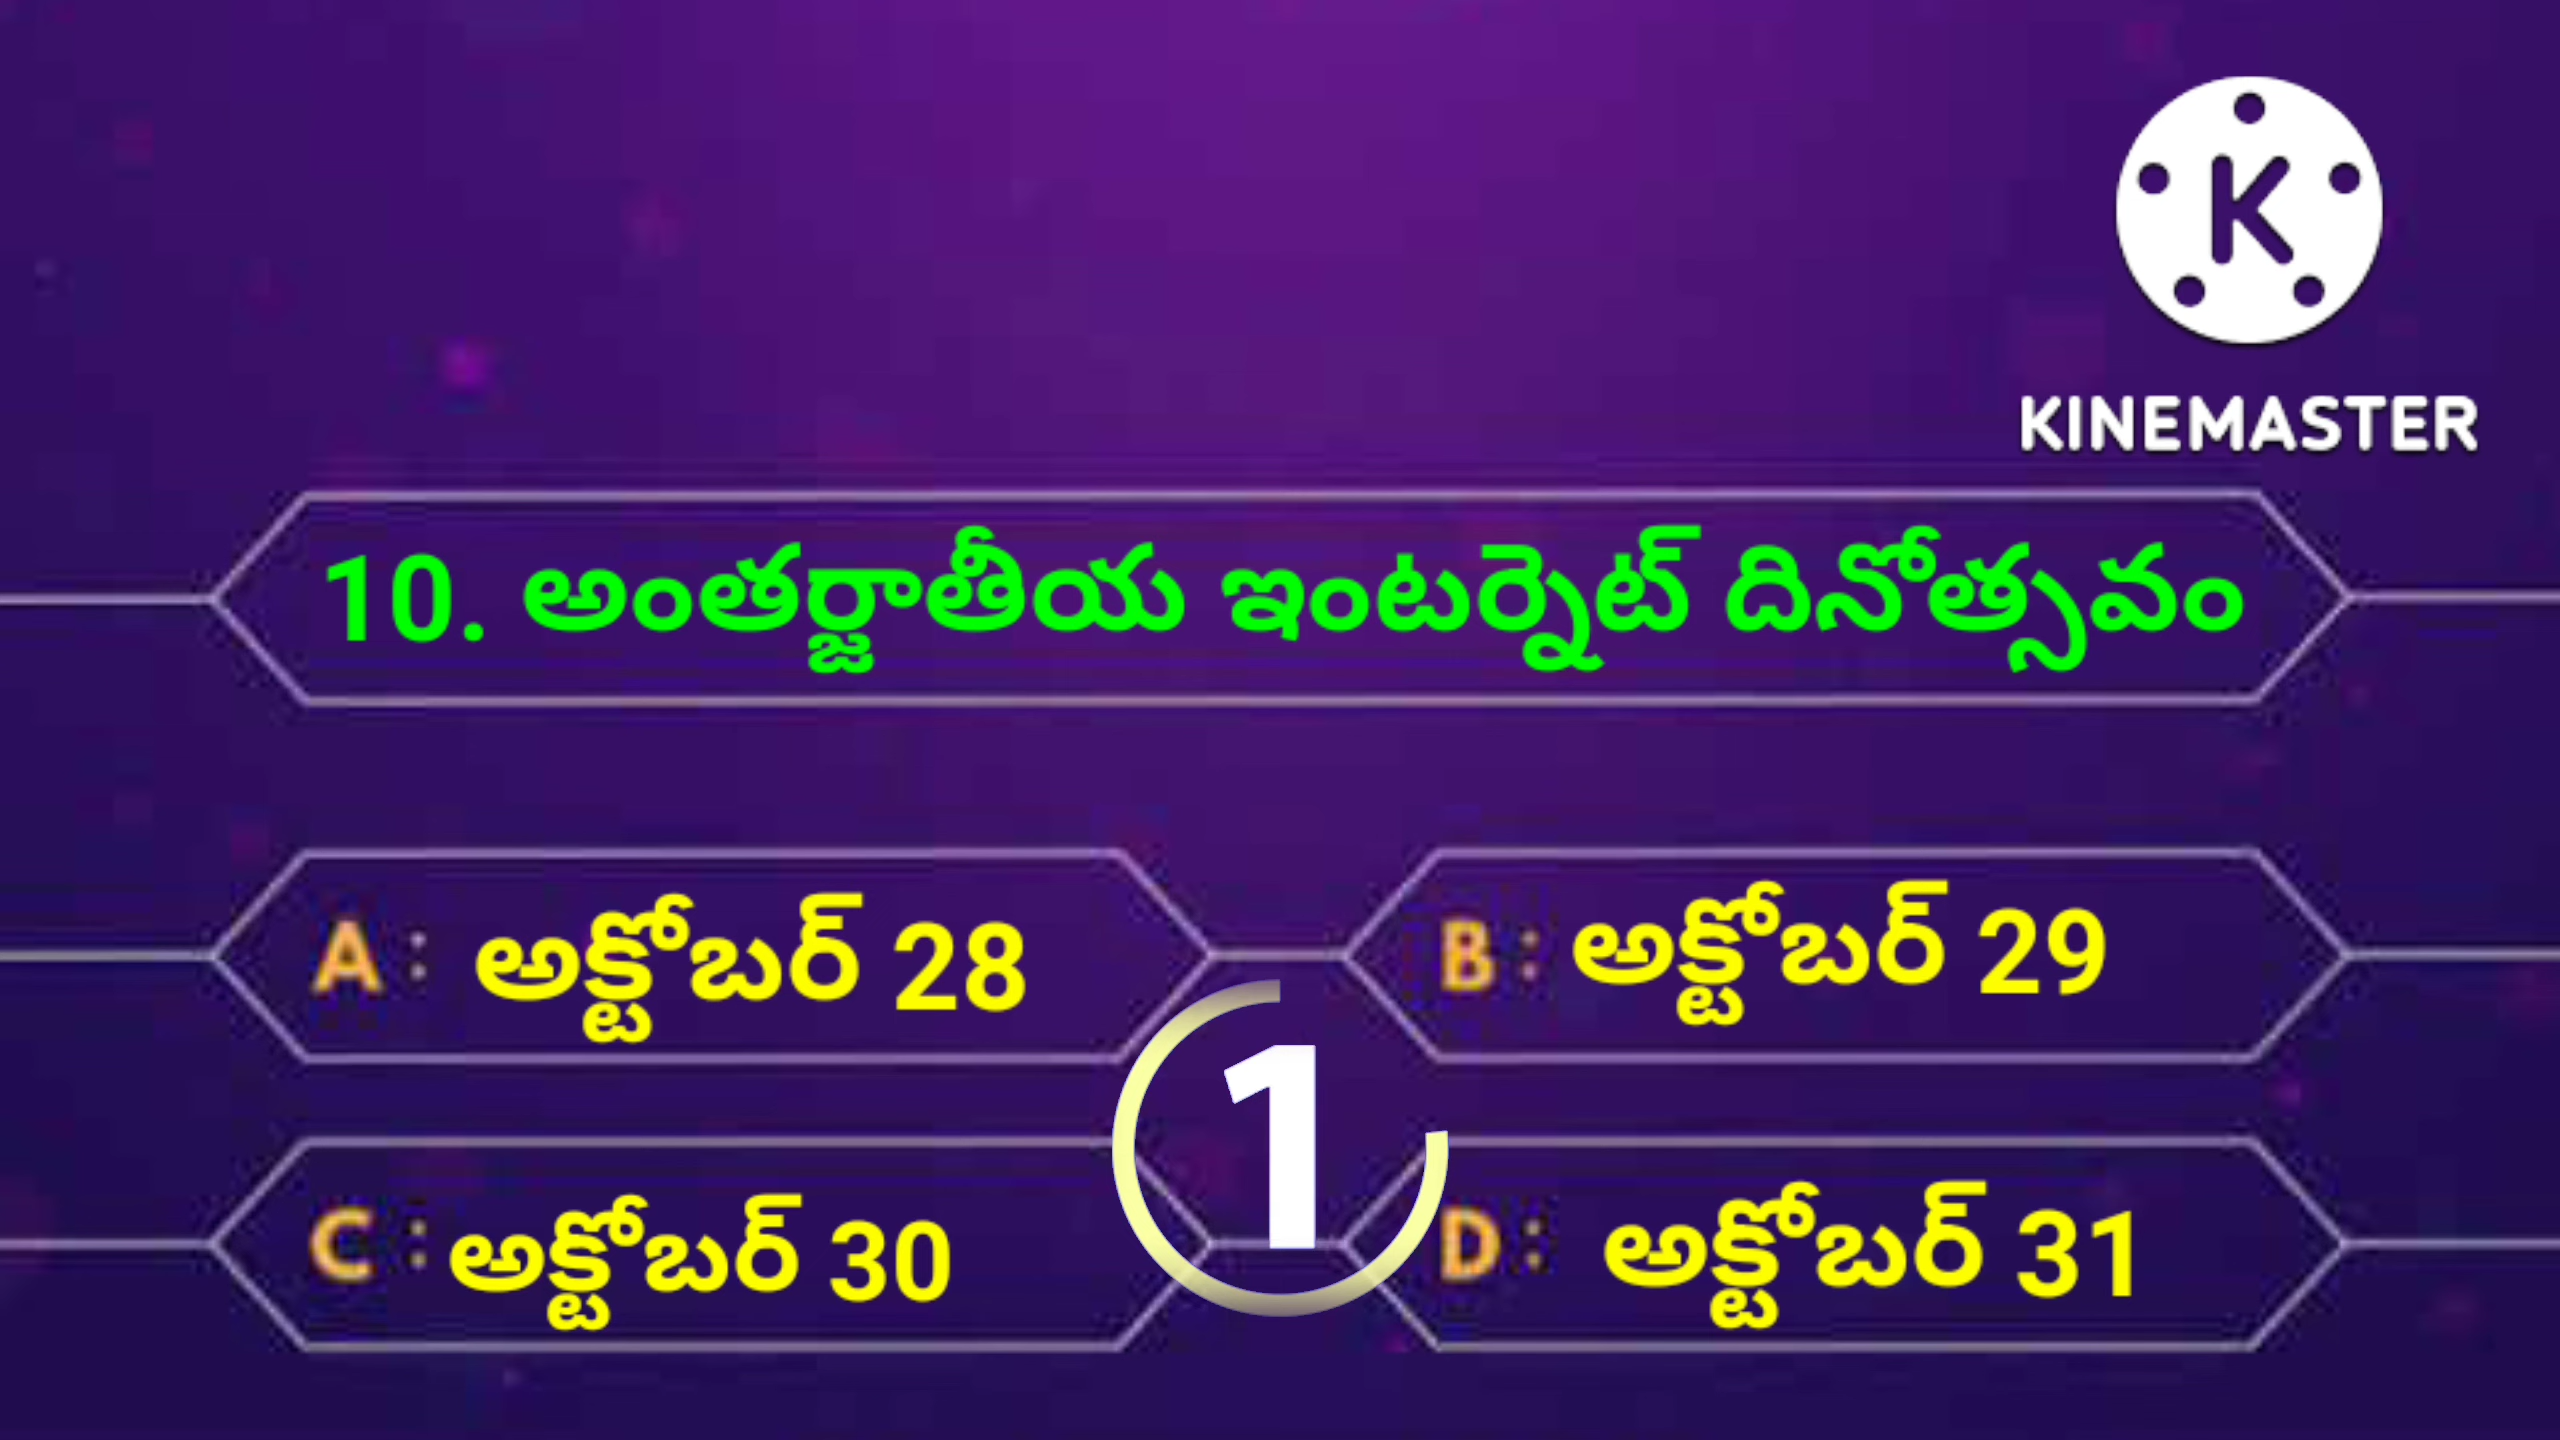 K
KINEMASTER
10. అంతర్జాతీయ ఇంటర్నెట్ దినోత్సవం
A : అక్టోబర్ 28
B : అక్టోబర్ 29
1
C : అక్టోబర్ 30
D : అక్టోబర్ 31